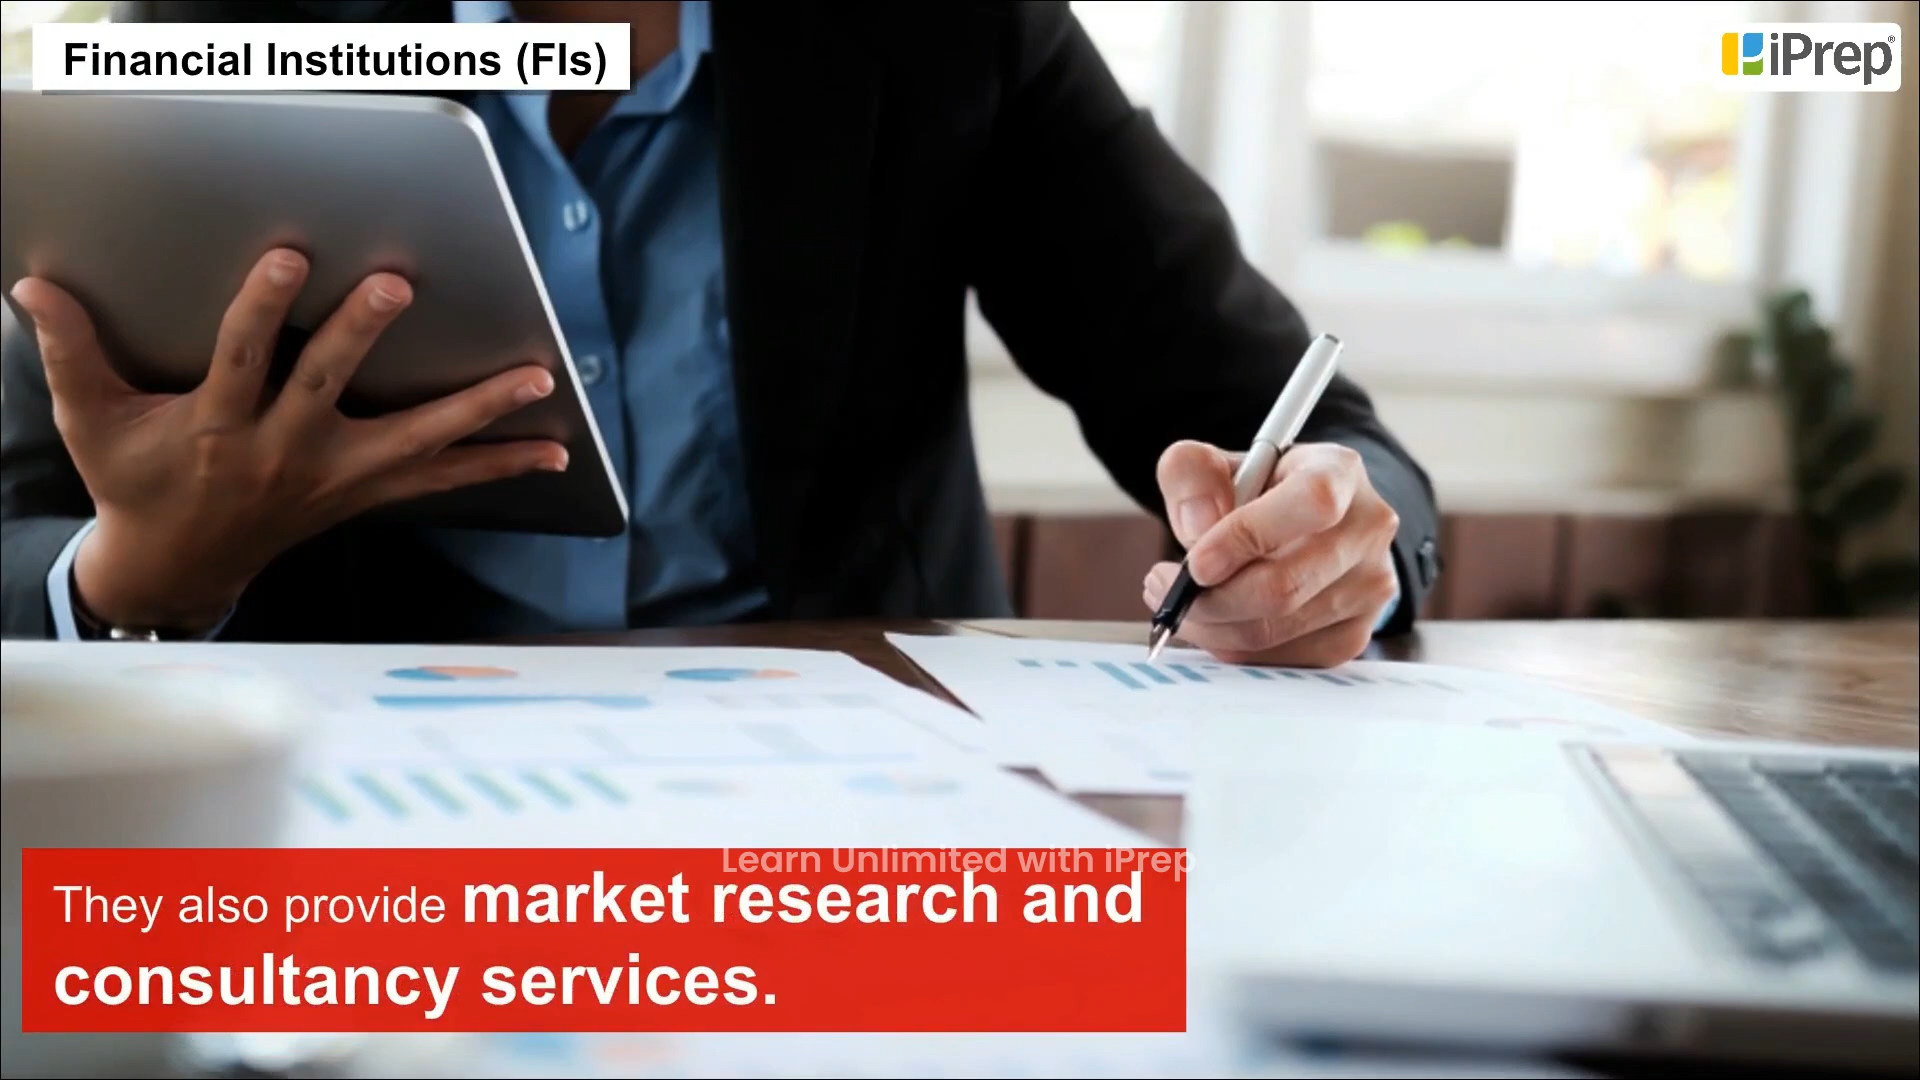 Financial Institutions (FIs)
iPrep®
Learn Unlimited with iPrep
They also provide market research and
consultancy services.